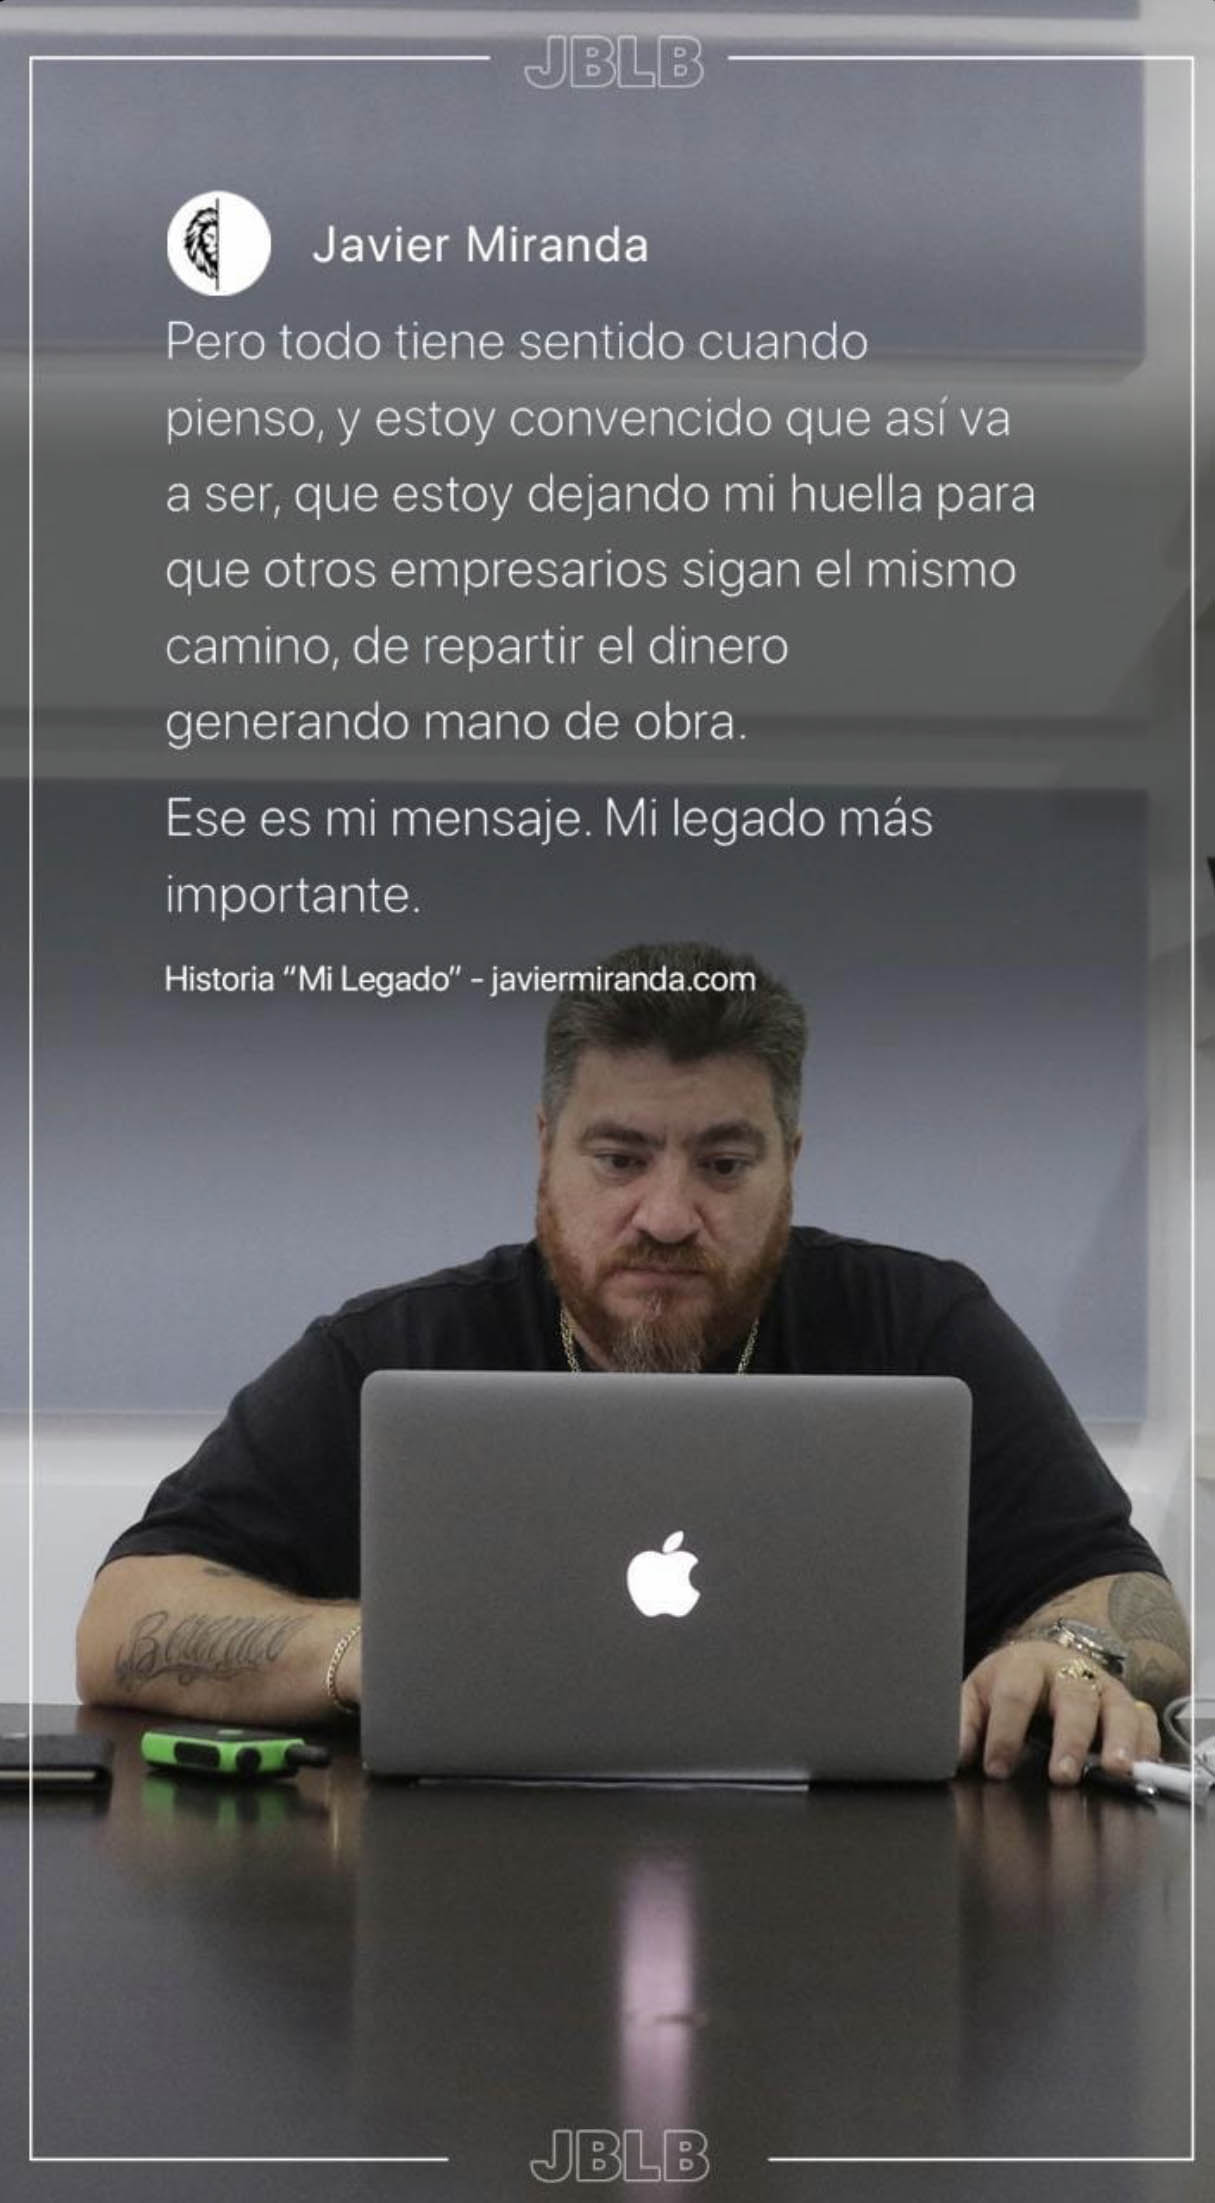 JBLB
Javier Miranda
Pero todo tiene sentido cuando
pienso, y estoy convencido que así va
a ser, que estoy dejando mi huella para
que otros empresarios sigan el mismo
camino, de repartir el dinero
generando mano de obra.
Ese es mi mensaje. Mi legado más
importante.
Historia “Mi Legado” - javiermiranda.com
Berenice
JBLB